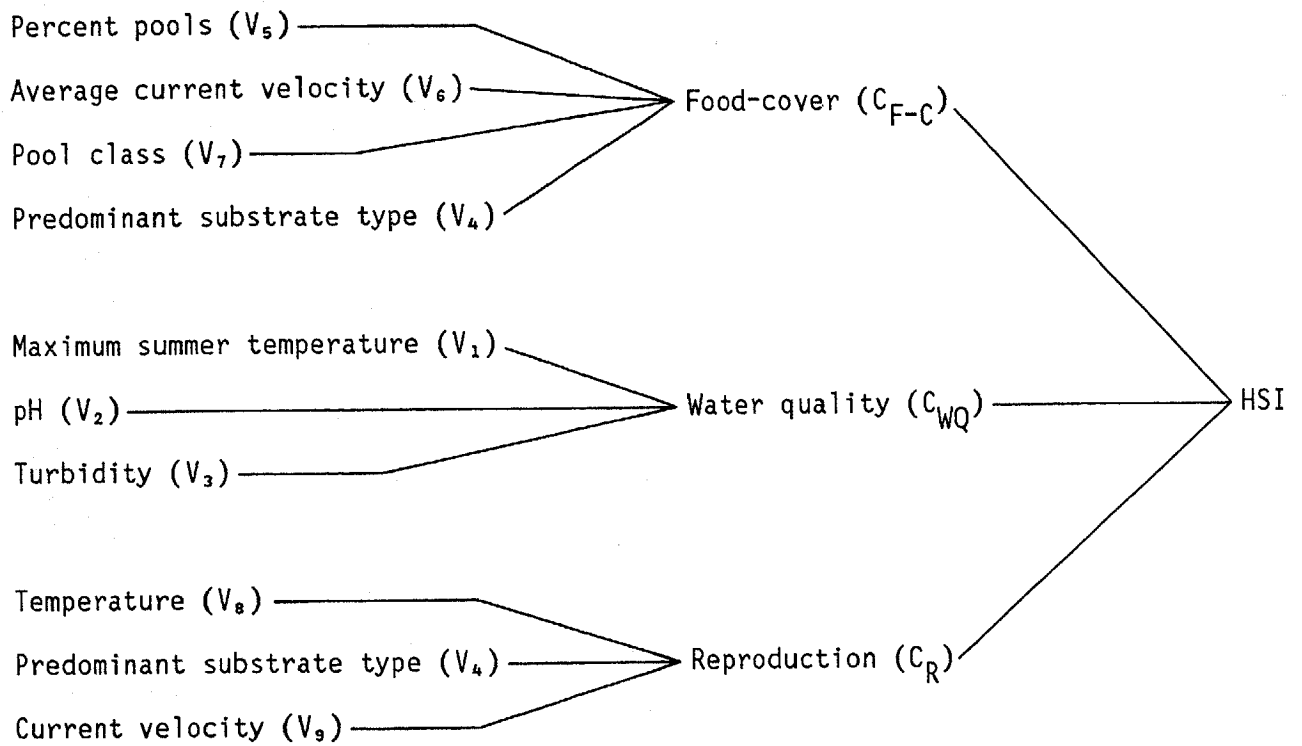 Percent pools (V₅)
Average current velocity (V₆)
Food-cover (C_F-C)
Pool class (V₇)
Predominant substrate type (V₄)
Maximum summer temperature (V₁)
pH (V₂)
Water quality (C_WQ)
HSI
Turbidity (V₃)
Temperature (V₈)
Predominant substrate type (V₄)
Reproduction (C_R)
Current velocity (V₉)